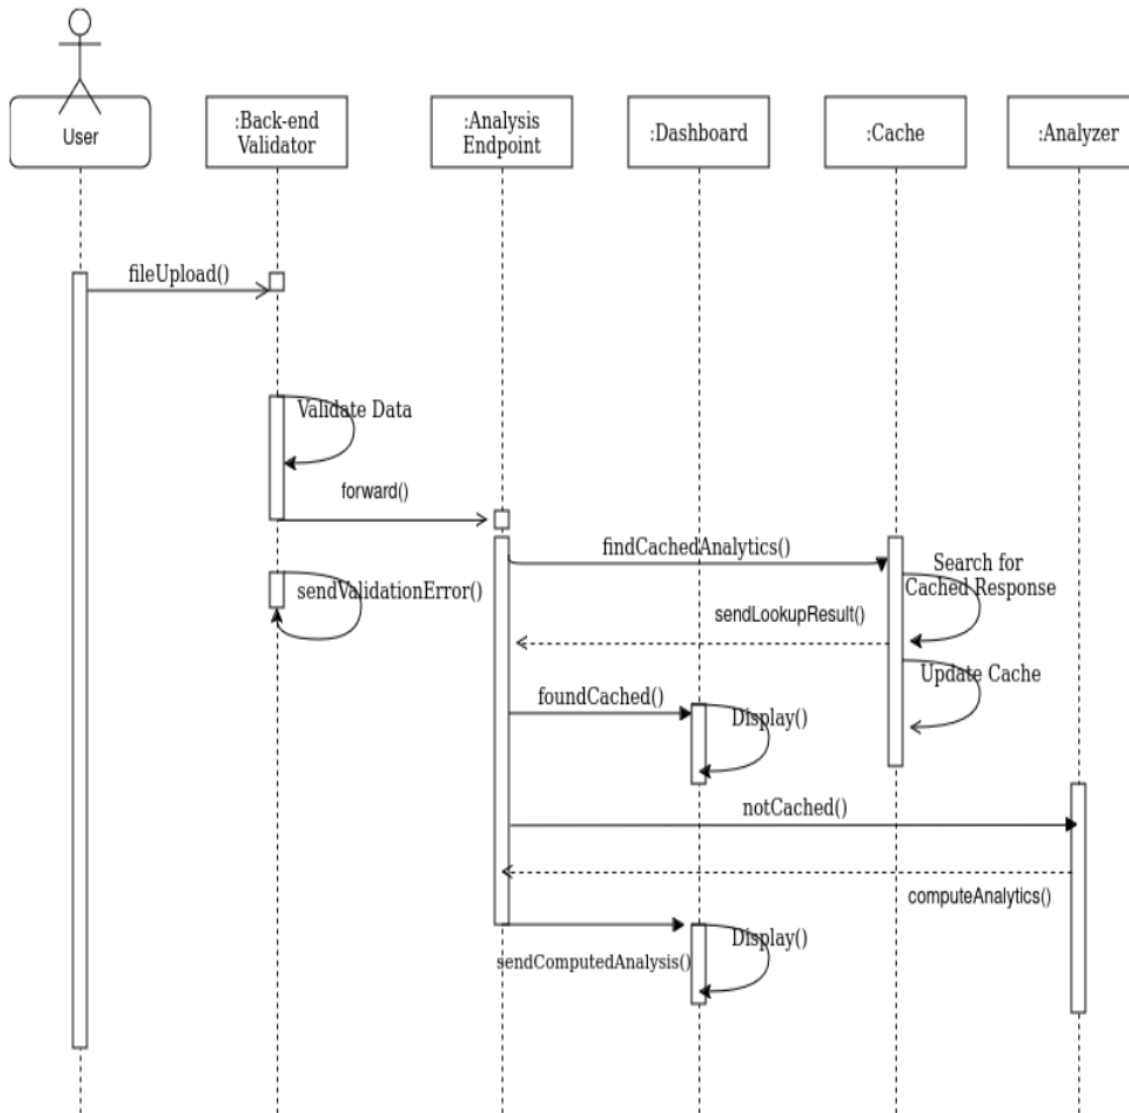 User
:Back-end
Validator
:Analysis
Endpoint
:Dashboard
:Cache
:Analyzer
fileUpload()
Validate Data
forward()
findCachedAnalytics()
Search for
Cached Response
sendValidationError()
sendLookupResult()
Update Cache
foundCached()
Display()
notCached()
computeAnalytics()
Display()
sendComputedAnalysis()